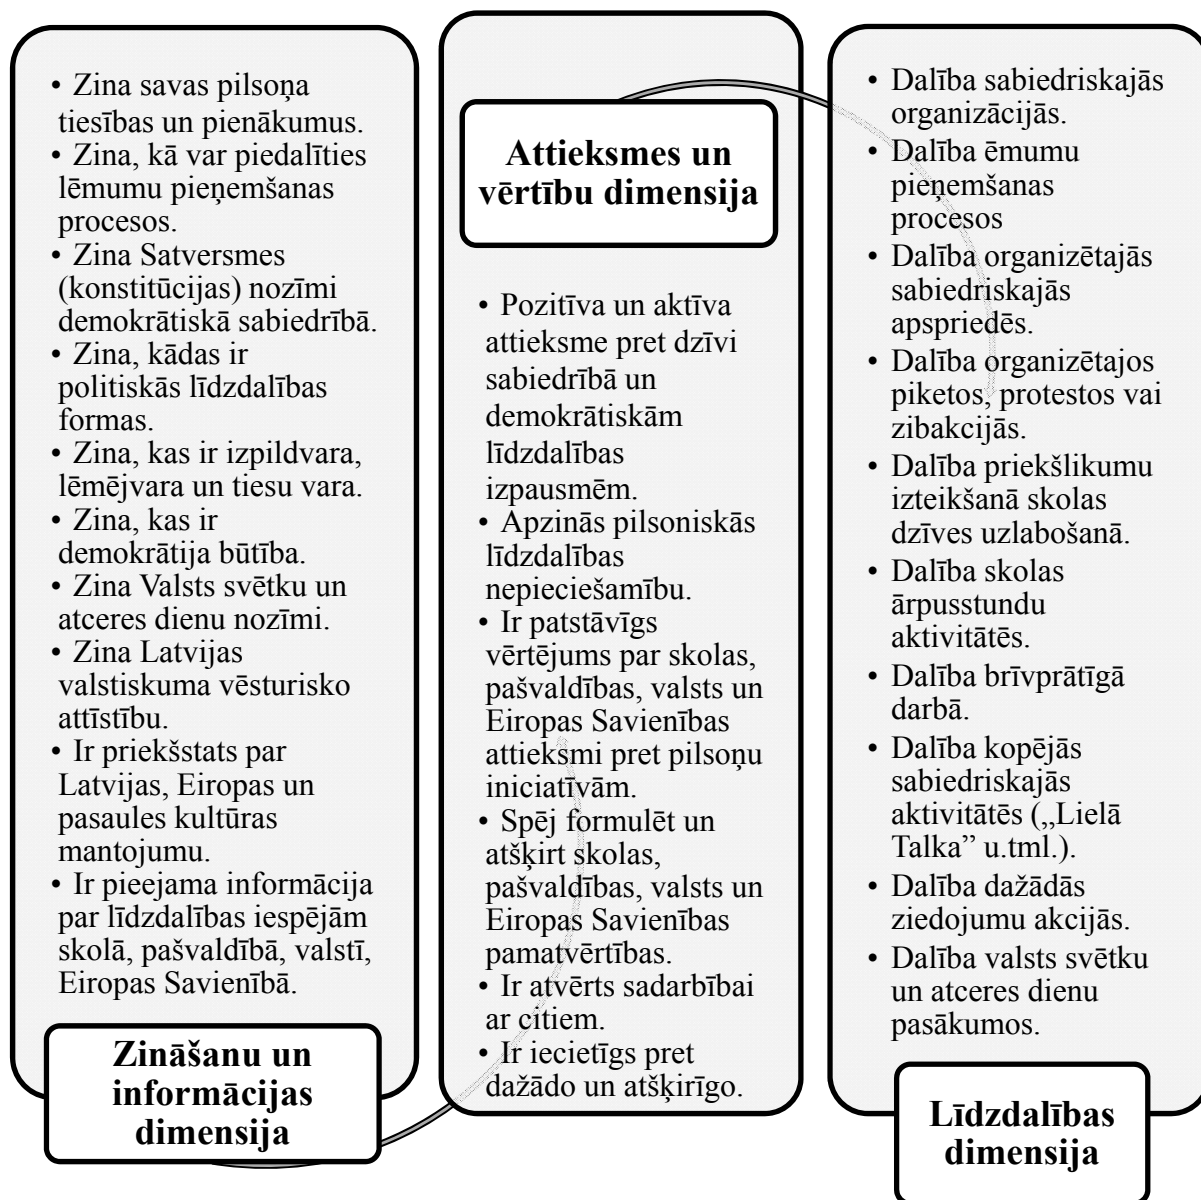 • Zina savas pilsoņa
tiesības un pienākumus.
• Zina, kā var piedalīties
lēmumu pieņemšanas
procesos.
• Zina Satversmes
(konstitūcijas) nozīmi
demokrātiskā sabiedrībā.
• Zina, kādas ir
politiskās līdzdalības
formas.
• Zina, kas ir izpildvara,
lēmējvara un tiesu vara.
• Zina, kas ir
demokrātija būtība.
• Zina Valsts svētku un
atceres dienu nozīmi.
• Zina Latvijas
valstiskuma vēsturisko
attīstību.
• Ir priekšstats par
Latvijas, Eiropas un
pasaules kultūras
mantojumu.
• Ir pieejama informācija
par līdzdalības iespējām
skolā, pašvaldībā, valstī,
Eiropas Savienībā.
Zināšanu un
informācijas
dimensija
Attieksmes un
vērtību dimensija
• Pozitīva un aktīva
attieksme pret dzīvi
sabiedrībā un
demokrātiskām
līdzdalības
izpausmēm.
• Apzinās pilsoniskās
līdzdalības
nepieciešamību.
• Ir patstāvīgs
vērtējums par skolas,
pašvaldības, valsts un
Eiropas Savienības
attieksmi pret pilsoņu
iniciatīvām.
• Spēj formulēt un
atšķirt skolas,
pašvaldības, valsts un
Eiropas Savienības
pamatvērtības.
• Ir atvērts sadarbībai
ar citiem.
• Ir iecietīgs pret
dažādo un atšķirīgo.
• Dalība sabiedriskajās
organizācijās.
• Dalība ēmumu
pieņemšanas
procesos
• Dalība organizētajās
sabiedriskajās
apspriedēs.
• Dalība organizētajos
piketos, protestos vai
zibakcijās.
• Dalība priekšlikumu
izteikšanā skolas
dzīves uzlabošanā.
• Dalība skolas
ārpusstundu
aktivitātēs.
• Dalība brīvprātīgā
darbā.
• Dalība kopējās
sabiedriskajās
aktivitātēs („Lielā
Talka” u.tml.).
• Dalība dažādās
ziedojumu akcijās.
• Dalība valsts svētku
un atceres dienu
pasākumos.
Līdzdalības
dimensija